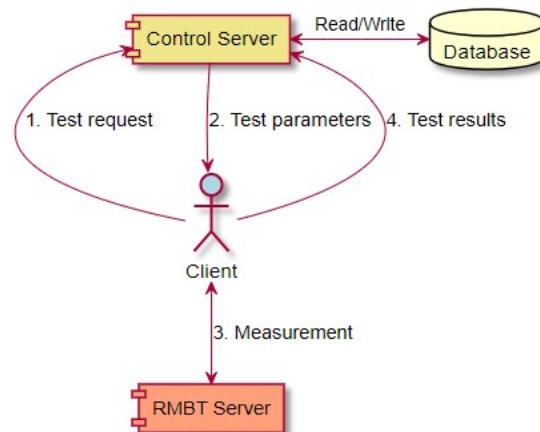 Control Server
Read/Write
Database
1. Test request
2. Test parameters
4. Test results
Client
3. Measurement
RMBT Server